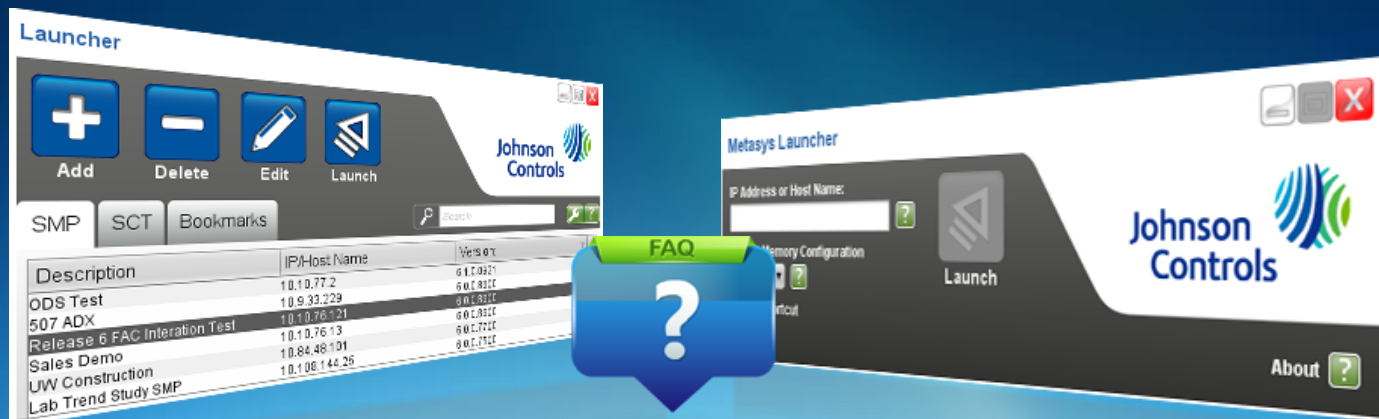 Launcher
Add
Delete
Edit
Launch
Johnson
Controls
SMP
SCT
Bookmarks
Search
Description
IP/Host Name
Version
ODS Test
10.10.77.2
507 ADX
10.9.33.229
Release 6 FAC Interation Test
10.10.76.121
Sales Demo
10.10.76.13
UW Construction
10.84.48.101
Lab Trend Study SMP
10.108.144.25
FAQ
?
Metasys Launcher
IP Address or Host Name:
?
Memory Configuration
?
Launch
Johnson
Controls
About
?